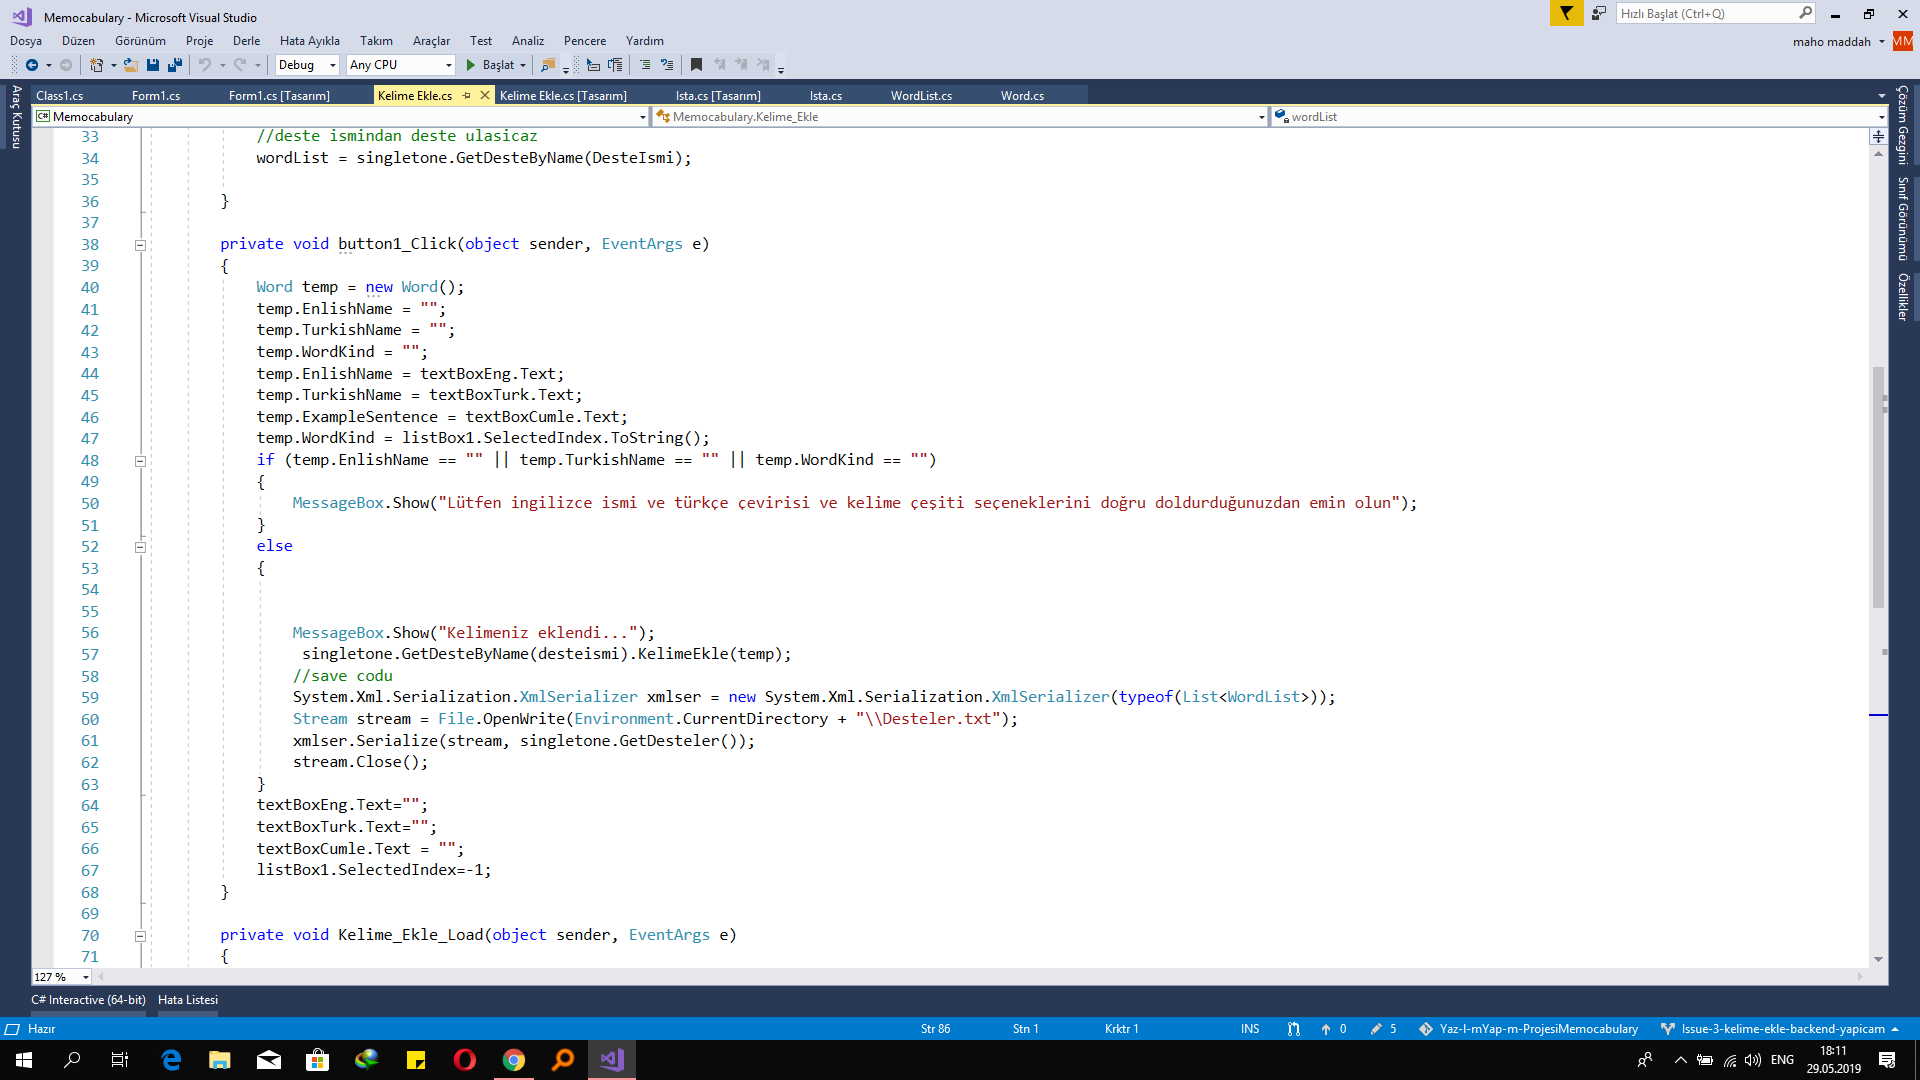 Memocabulary - Microsoft Visual Studio
Hızlı Başlat (Ctrl+Q)
Dosya Düzen Görünüm Proje Derle Hata Ayıkla Takım Araçlar Test Analiz Pencere Yardım
maho maddah MM
Debug Any CPU Başlat
Araç Kutusu
Class1.cs Form1.cs Form1.cs [Tasarım] Kelime Ekle.cs Kelime Ekle.cs [Tasarım] Ista.cs [Tasarım] Ista.cs WordList.cs Word.cs
Memocabulary Memocabulary.Kelime_Ekle wordList
Çözüm Gezgini
Sınıf Görünümü
Özellikler
33 //deste ismindan deste ulasicaz
34 wordList = singletone.GetDesteByName(DesteIsmi);
35
36 }
37
38 private void button1_Click(object sender, EventArgs e)
39 {
40 Word temp = new Word();
41 temp.EnlishName = "";
42 temp.TurkishName = "";
43 temp.WordKind = "";
44 temp.EnlishName = textBoxEng.Text;
45 temp.TurkishName = textBoxTurk.Text;
46 temp.ExampleSentence = textBoxCumle.Text;
47 temp.WordKind = listBox1.SelectedIndex.ToString();
48 if (temp.EnlishName == "" || temp.TurkishName == "" || temp.WordKind == "")
49 {
50 MessageBox.Show("Lütfen ingilizce ismi ve türkçe çevirisi ve kelime çeşiti seçeneklerini doğru doldurduğunuzdan emin olun");
51 }
52 else
53 {
54
55
56 MessageBox.Show("Kelimeniz eklendi...");
57 singletone.GetDesteByName(desteismi).KelimeEkle(temp);
58 //save codu
59 System.Xml.Serialization.XmlSerializer xmlser = new System.Xml.Serialization.XmlSerializer(typeof(List<WordList>));
60 Stream stream = File.OpenWrite(Environment.CurrentDirectory + "\\Desteler.txt");
61 xmlser.Serialize(stream, singletone.GetDesteler());
62 stream.Close();
63 }
64 textBoxEng.Text="";
65 textBoxTurk.Text="";
66 textBoxCumle.Text = "";
67 listBox1.SelectedIndex=-1;
68 }
69
70 private void Kelime_Ekle_Load(object sender, EventArgs e)
71 {
127 %
C# Interactive (64-bit) Hata Listesi
Hazır Str 86 Stn 1 Krktr 1 INS 0 5 Yaz-l-mYap-m-ProjesiMemocabulary Issue-3-kelime-ekle-backend-yapicam
ENG 18:11
29.05.2019